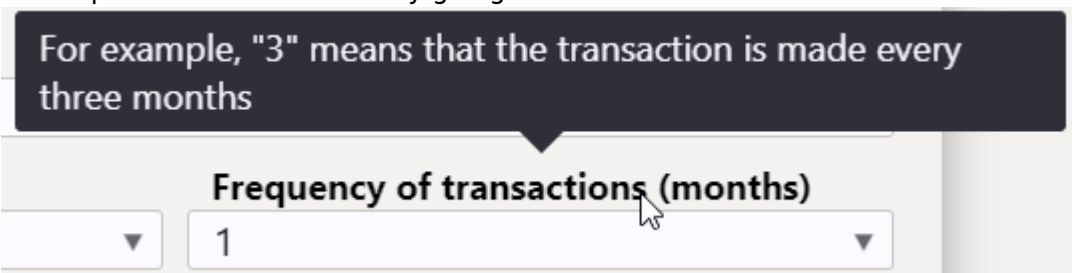 For example, "3" means that the transaction is made every
three months
Frequency of transactions (months)
1